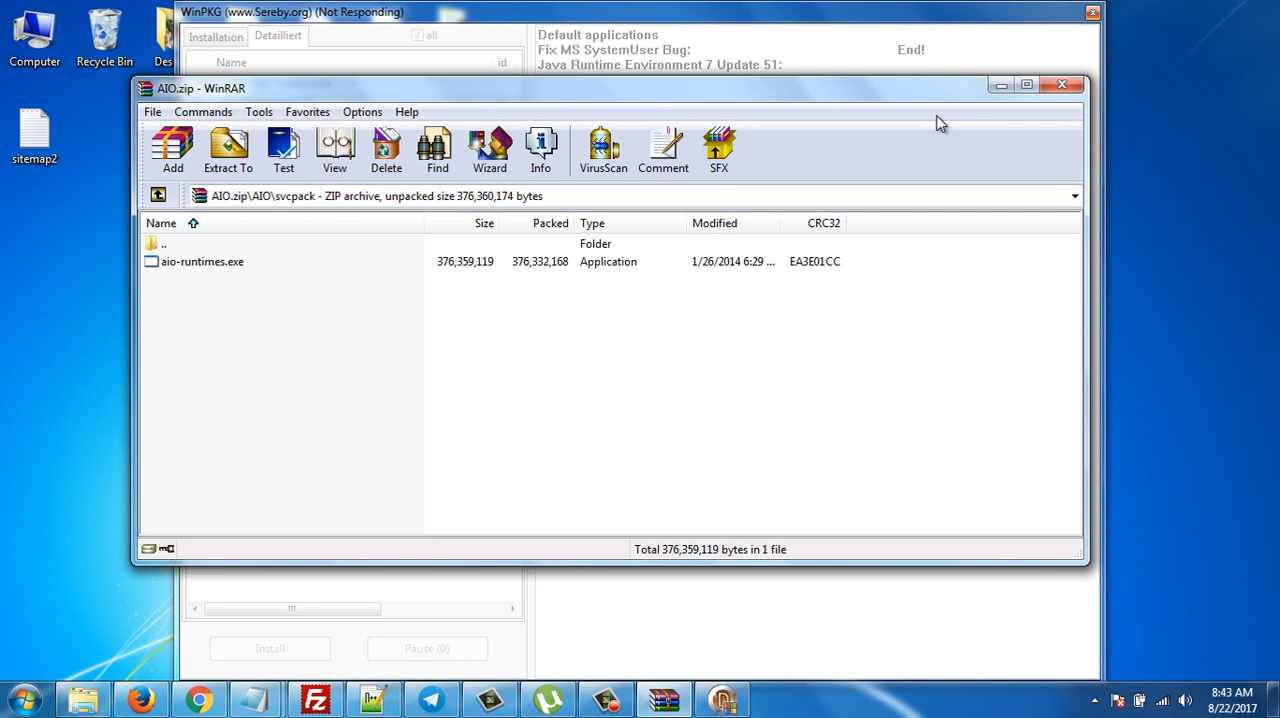 WinPKG (www.Sereby.org) (Not Responding)
Installation
Detailliert
all
Name
id
Default applications
Fix MS SystemUser Bug:
End!
Java Runtime Environment 7 Update 51:
Computer
Recycle Bin
Des
sitemap2
AIO.zip - WinRAR
File
Commands
Tools
Favorites
Options
Help
Add
Extract To
Test
View
Delete
Find
Wizard
Info
VirusScan
Comment
SFX
AIO.zip\AIO\svcpack - ZIP archive, unpacked size 376,360,174 bytes
Name
Size
Packed
Type
Modified
CRC32
..
Folder
aio-runtimes.exe
376,359,119
376,332,168
Application
1/26/2014 6:29 ...
EA3E01CC
Total 376,359,119 bytes in 1 file
Install
Pause (0)
8:43 AM
8/22/2017